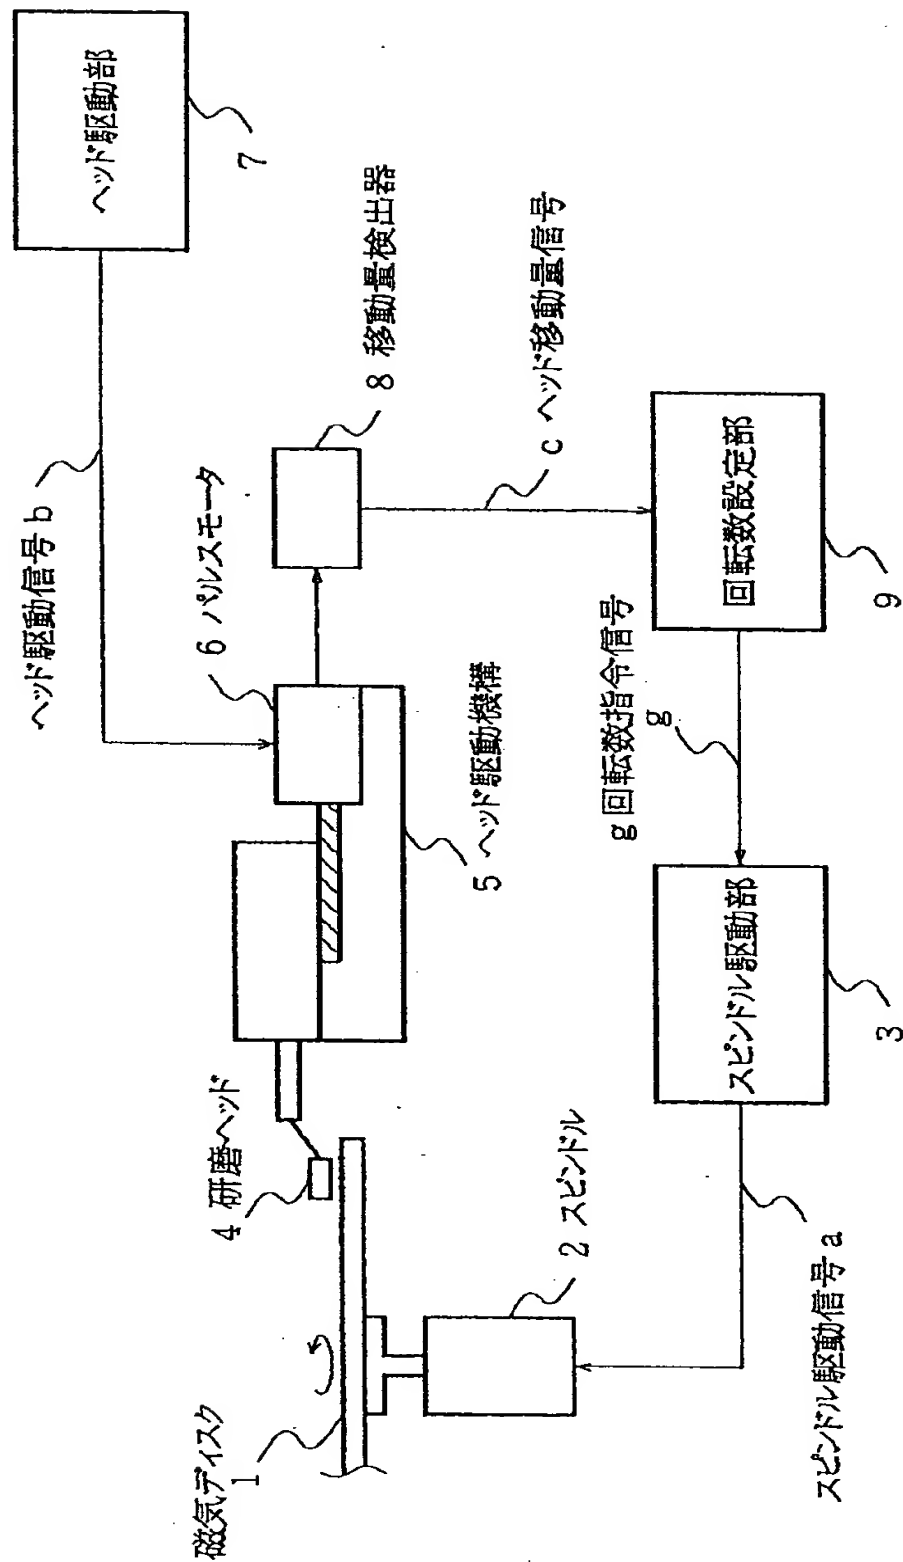 ヘッド駆動部
7
ヘッド駆動信号b
6 パルスモータ
8 移動量検出器
c ヘッド移動量信号
磁気ディスク
1
4 研磨ヘッド
5 ヘッド駆動機構
2 スピンドル
g回転数指令信号
g
回転数設定部
9
スピンドル駆動部
3
スピンドル駆動信号a